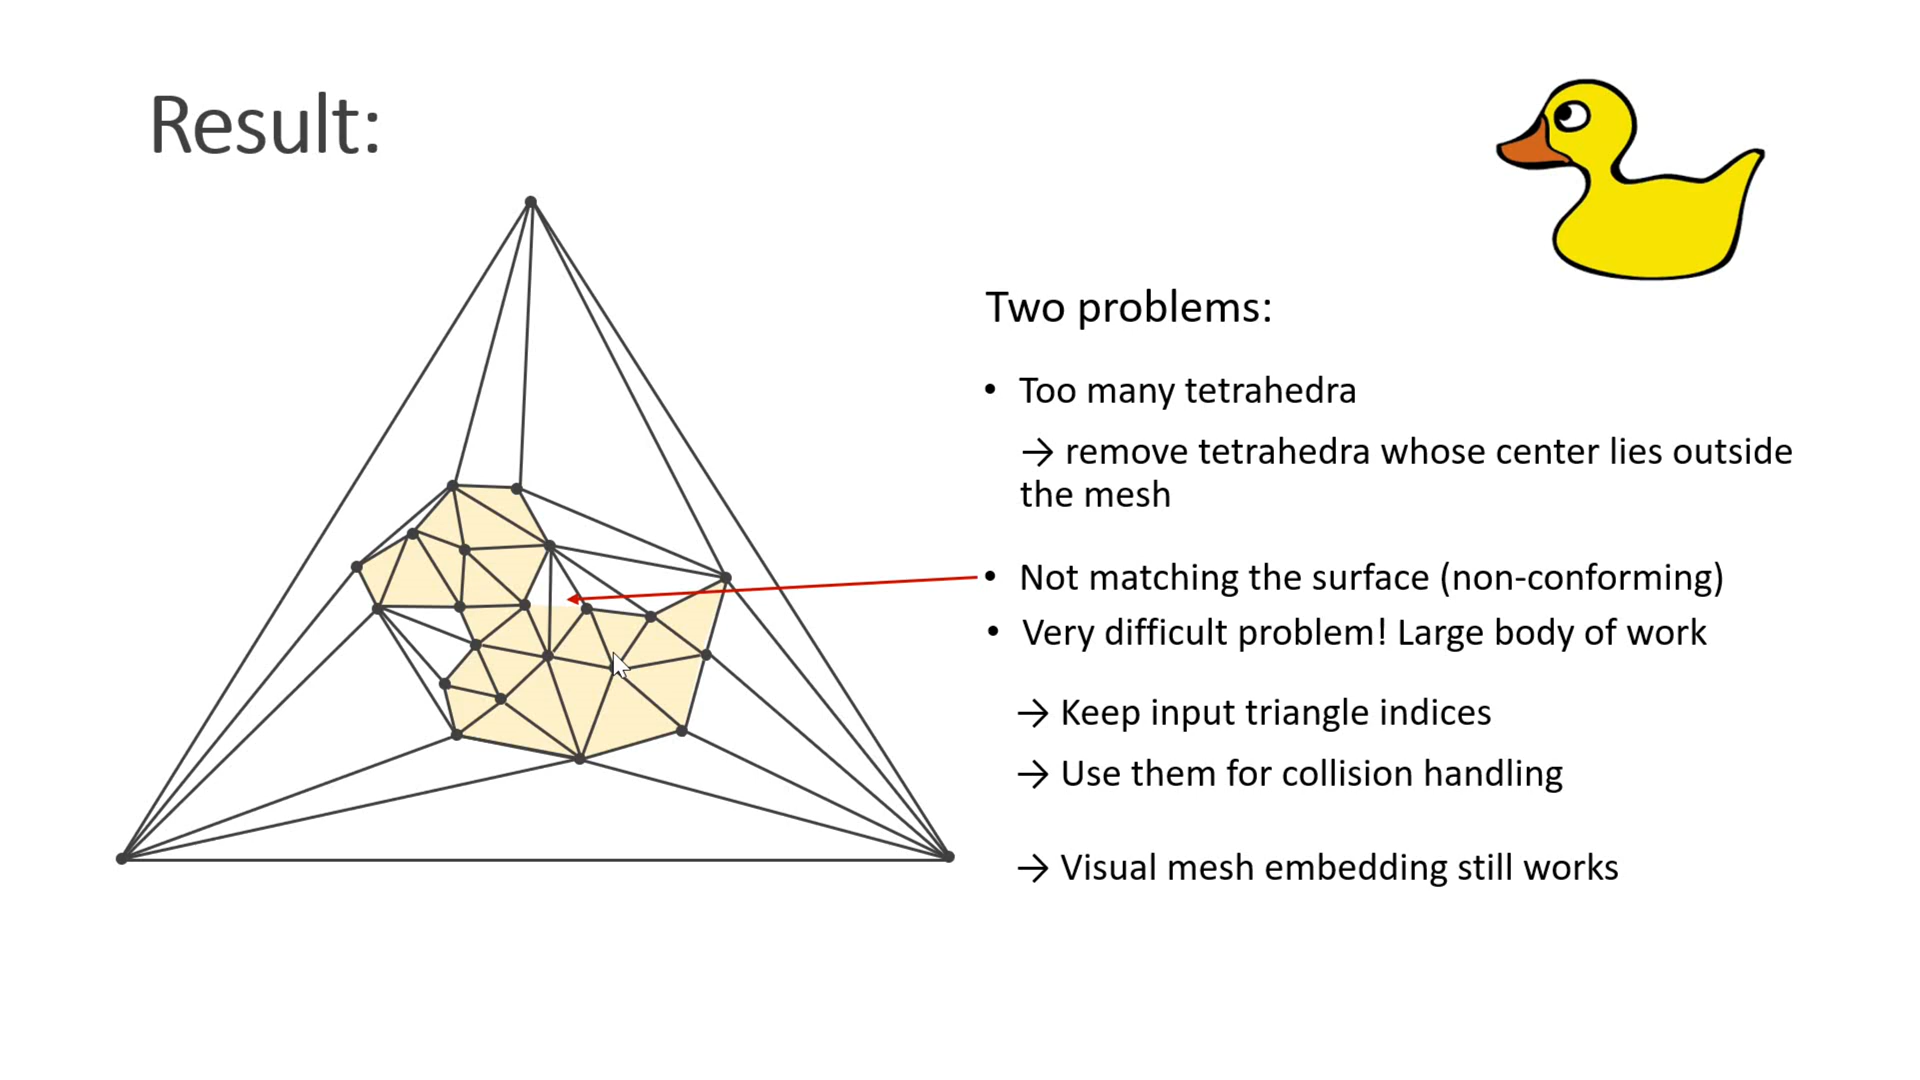 Result:
Two problems:
• Too many tetrahedra
→ remove tetrahedra whose center lies outside
the mesh
• Not matching the surface (non-conforming)
• Very difficult problem! Large body of work
→ Keep input triangle indices
→ Use them for collision handling
→ Visual mesh embedding still works